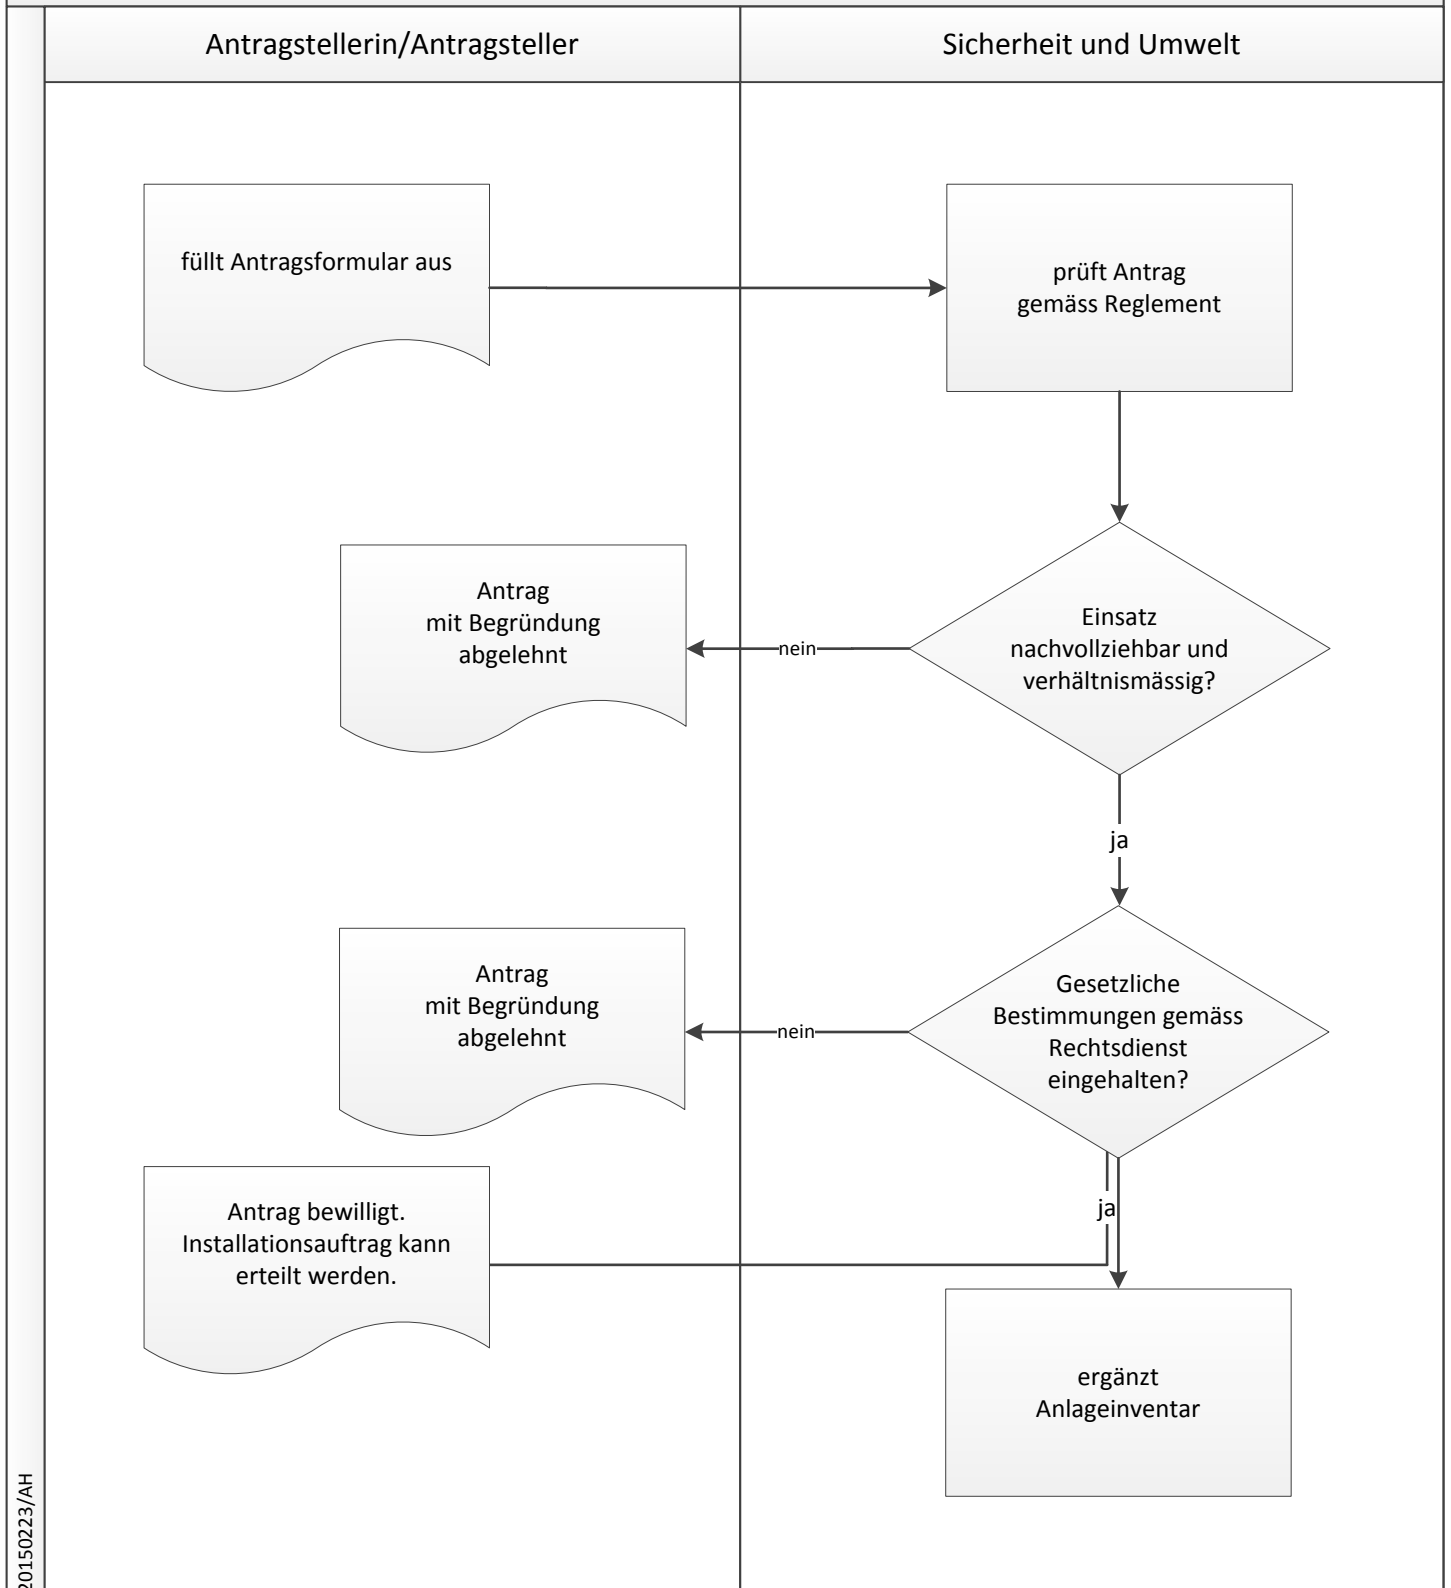 Antragstellerin/Antragsteller
Sicherheit und Umwelt
füllt Antragsformular aus
prüft Antrag
gemäss Reglement
Antrag
mit Begründung
abgelehnt
nein
Einsatz
nachvollziehbar und
verhältnismässig?
ja
Antrag
mit Begründung
abgelehnt
nein
Gesetzliche
Bestimmungen gemäss
Rechtsdienst
eingehalten?
ja
Antrag bewilligt.
Installationsauftrag kann
erteilt werden.
ergänzt
Anlageinventar
20150223/AH